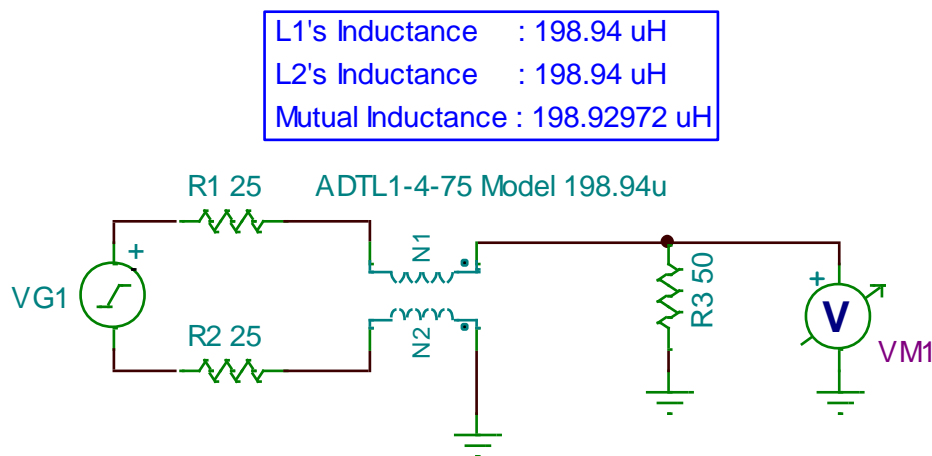 L1's Inductance : 198.94 uH
L2's Inductance : 198.94 uH
Mutual Inductance : 198.92972 uH
R1 25
ADTL1-4-75 Model 198.94u
N1
+
VG1
R2 25
N2
R3 50
+
V
VM1